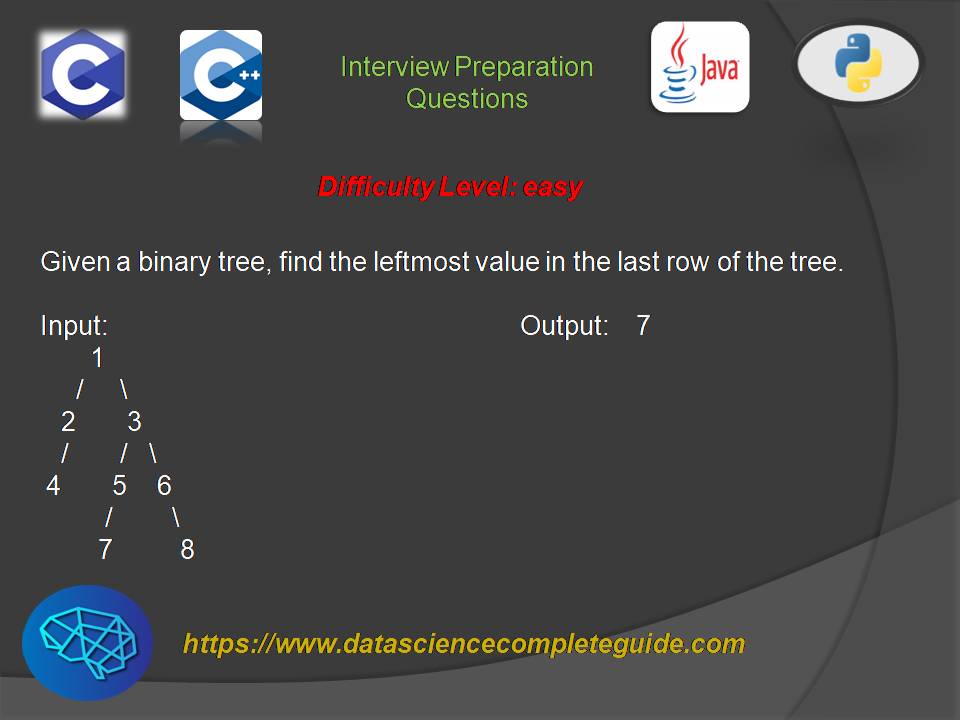 C
C++
Interview Preparation
Questions
Java
Difficulty Level: easy
Given a binary tree, find the leftmost value in the last row of the tree.
Input: Output: 7
1
/ \
2 3
/ / \
4 5 6
/ \
7 8
https://www.datasciencecompleteguide.com